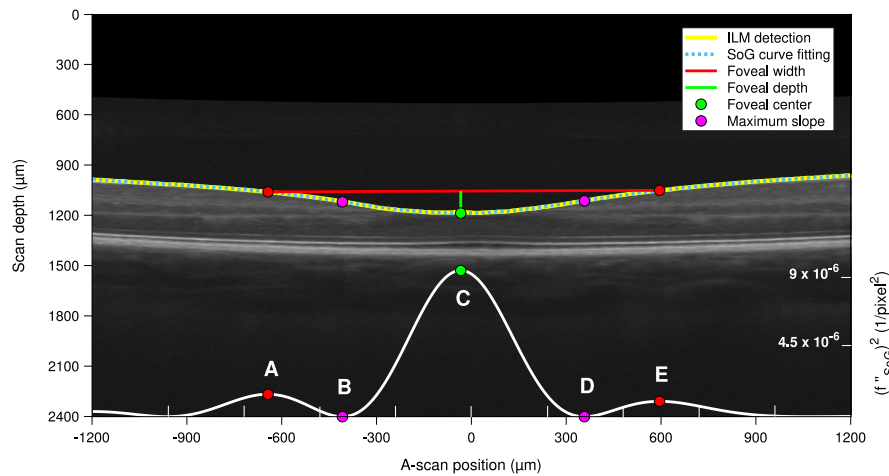 0
300
600
900
1200
1500
1800
2100
2400
Scan depth (µm)
ILM detection
SoG curve fitting
Foveal width
Foveal depth
Foveal center
Maximum slope
A
B
C
D
E
9 x 10⁻⁶
4.5 x 10⁻⁶
(f "SoG)² (1/pixel²)
-1200 -900 -600 -300 0 300 600 900 1200
A-scan position (µm)